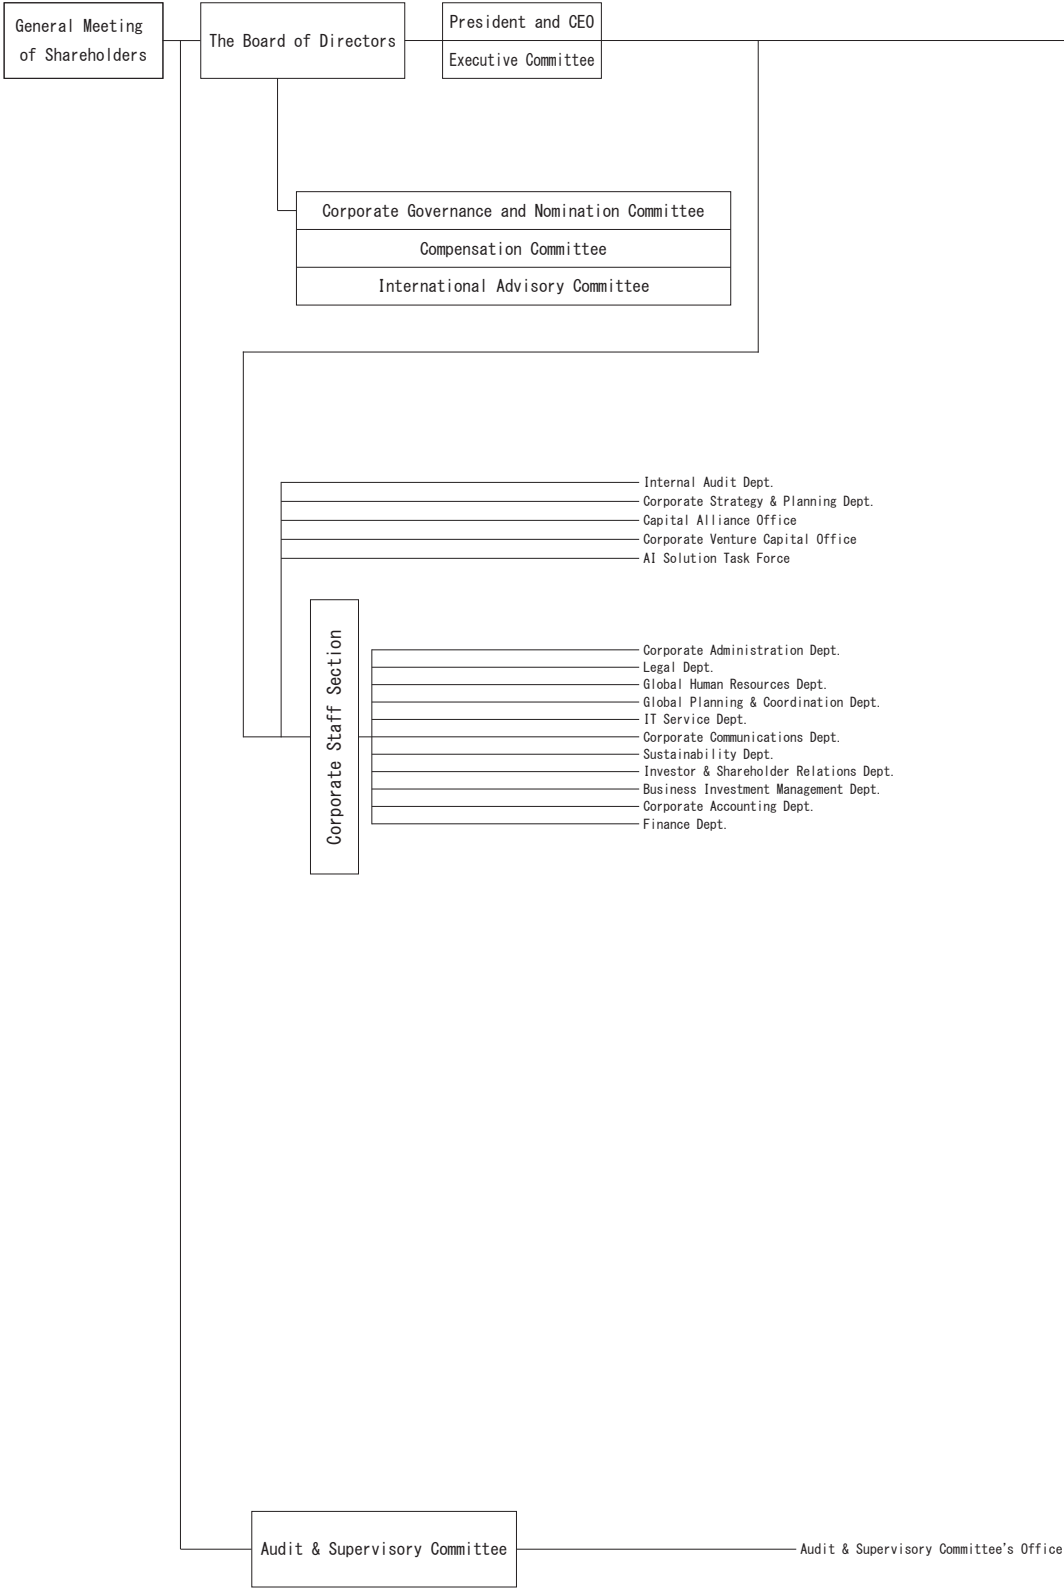 General Meeting
of Shareholders
The Board of Directors
President and CEO
Executive Committee
Corporate Governance and Nomination Committee
Compensation Committee
International Advisory Committee
Internal Audit Dept.
Corporate Strategy & Planning Dept.
Capital Alliance Office
Corporate Venture Capital Office
AI Solution Task Force
Corporate Staff Section
Corporate Administration Dept.
Legal Dept.
Global Human Resources Dept.
Global Planning & Coordination Dept.
IT Service Dept.
Corporate Communications Dept.
Sustainability Dept.
Investor & Shareholder Relations Dept.
Business Investment Management Dept.
Corporate Accounting Dept.
Finance Dept.
Audit & Supervisory Committee
Audit & Supervisory Committee's Office